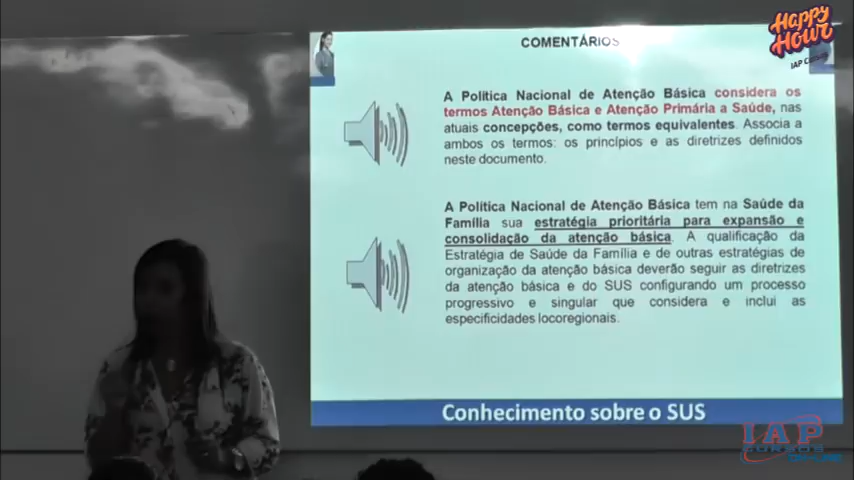 HAPPY
HOUR
IAP Cursos
COMENTÁRIOS
A Política Nacional de Atenção Básica considera os
termos Atenção Básica e Atenção Primária a Saúde, nas
atuais concepções, como termos equivalentes. Associa a
ambos os termos: os princípios e as diretrizes definidos
neste documento.
A Política Nacional de Atenção Básica tem na Saúde da
Família sua estratégia prioritária para expansão e
consolidação da atenção básica. A qualificação da
Estratégia de Saúde da Família e de outras estratégias de
organização da atenção básica deverão seguir as diretrizes
da atenção básica e do SUS configurando um processo
progressivo e singular que considera e inclui as
especificidades locoregionais.
Conhecimento sobre o SUS
IAP
CURSOS
ON-LINE